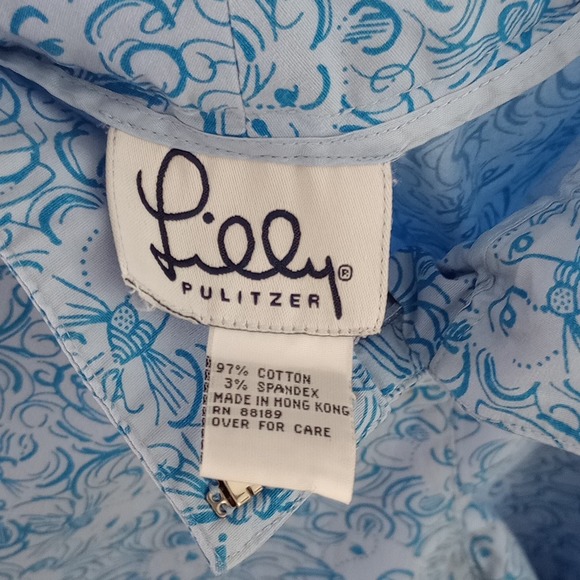 Lilly®
PULITZER
97% COTTON
3% SPANDEX
MADE IN HONG KONG
RN 88189
OVER FOR CARE